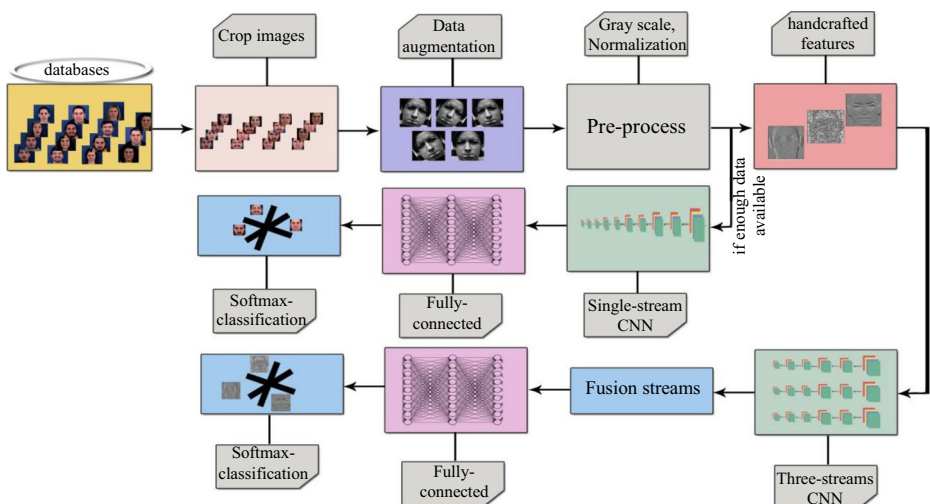 Crop images
Data
augmentation
Gray scale,
Normalization
handcrafted
features
databases
Pre-process
if enough data
available
Softmax-
classification
Fully-
connected
Single-stream
CNN
Fusion streams
Softmax-
classification
Fully-
connected
Three-streams
CNN